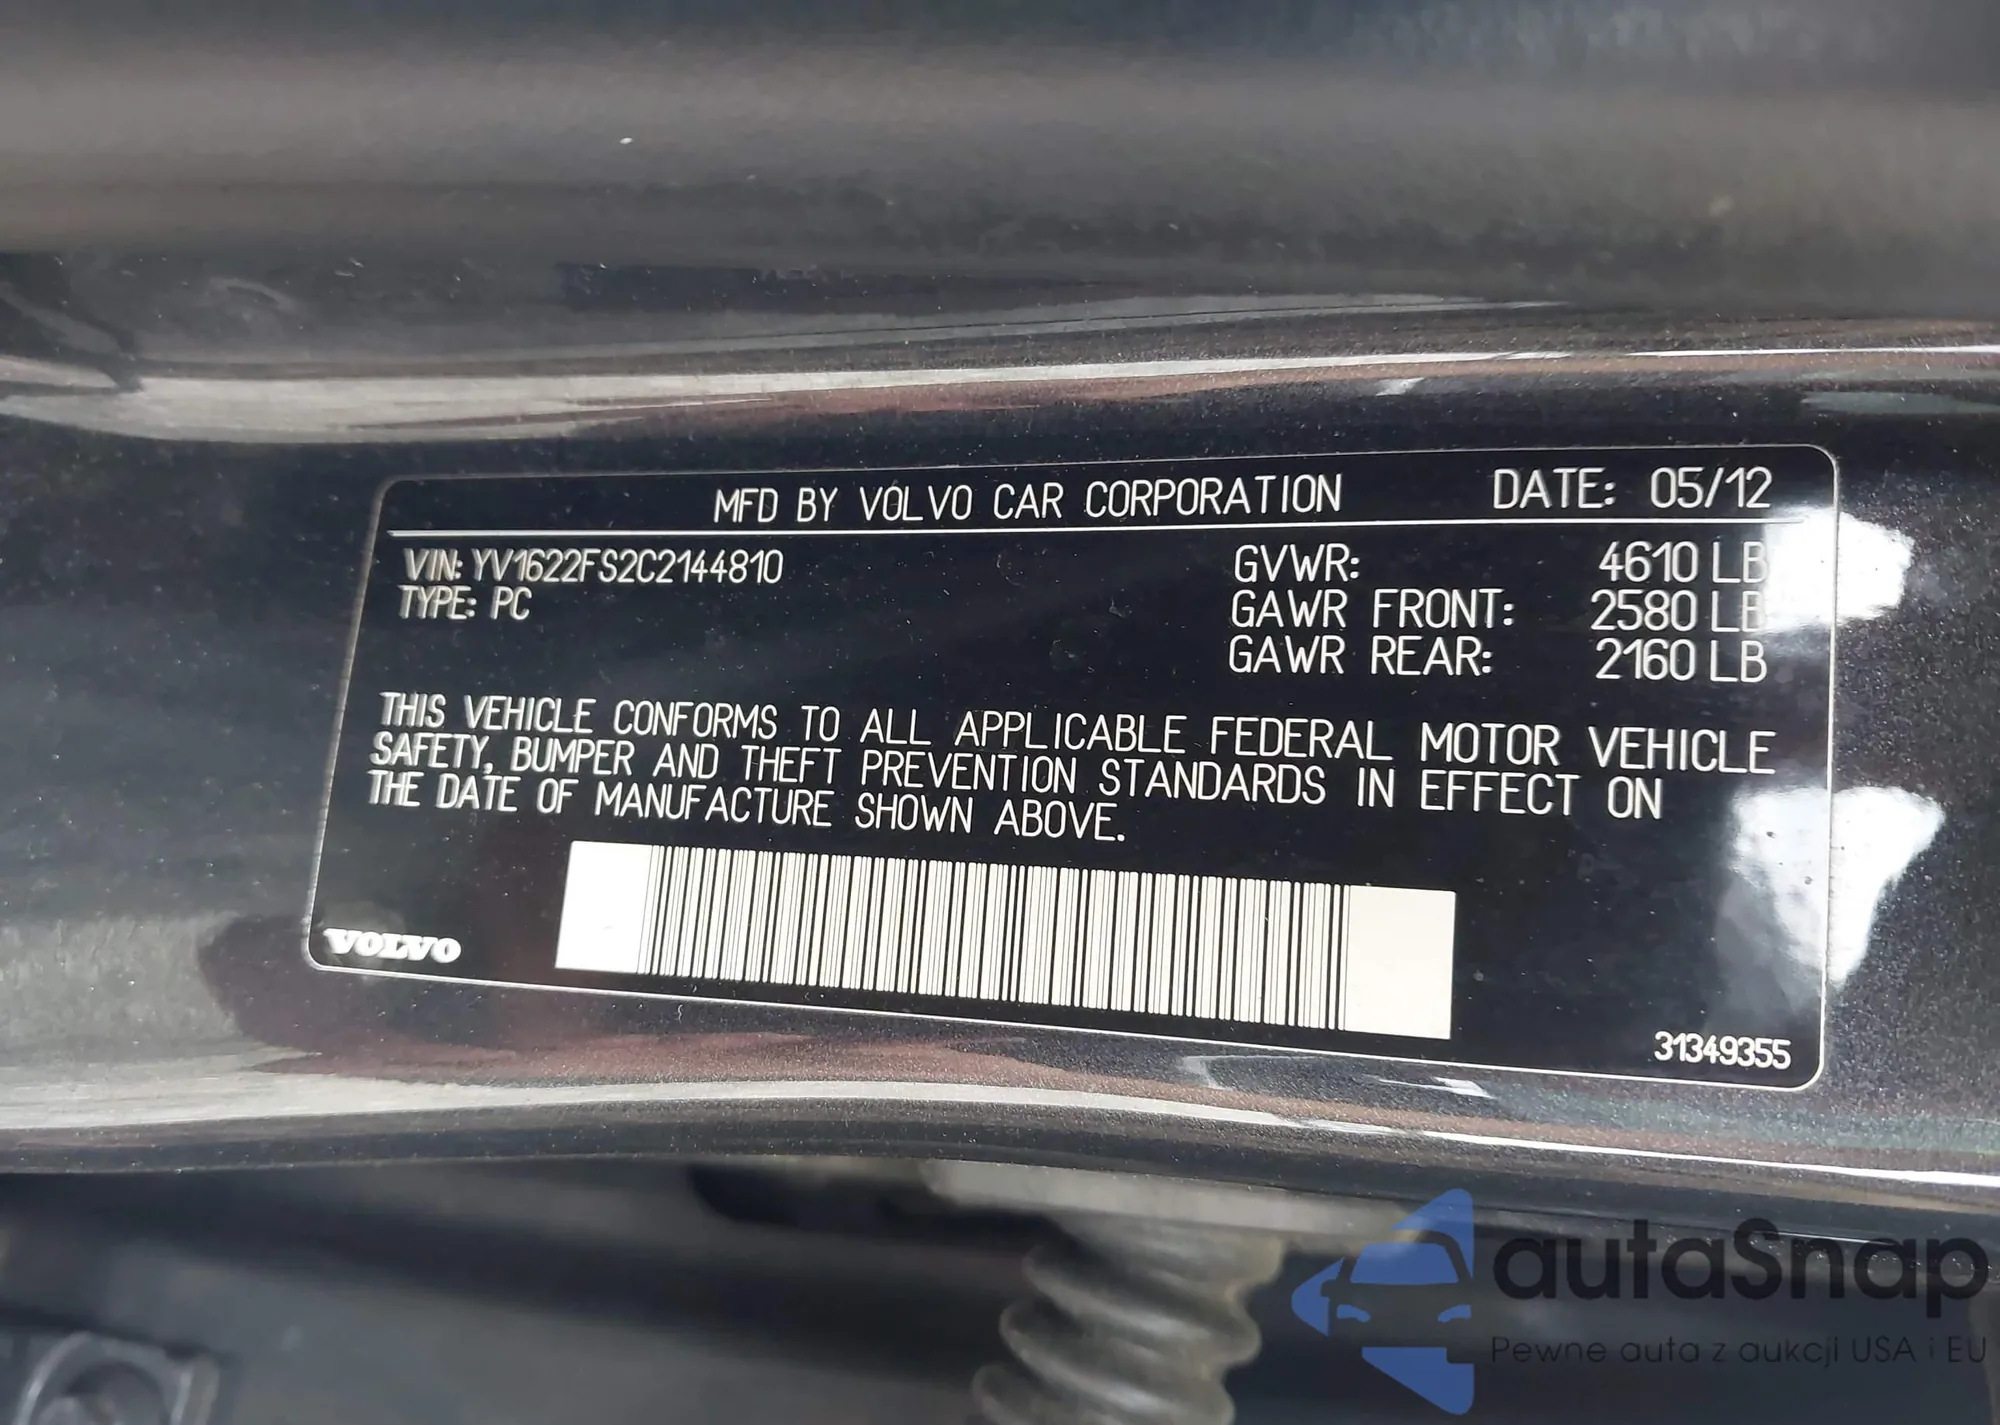 MFD BY VOLVO CAR CORPORATION DATE: 05/12
VIN: YV1622FS2C2144810 GVWR: 4610 LB
TYPE: PC GAWR FRONT: 2580 LB
GAWR REAR: 2160 LB
THIS VEHICLE CONFORMS TO ALL APPLICABLE FEDERAL MOTOR VEHICLE
SAFETY, BUMPER AND THEFT PREVENTION STANDARDS IN EFFECT ON
THE DATE OF MANUFACTURE SHOWN ABOVE.
VOLVO
31349355
autaSnap
Pewne auta z aukcji USA i EU